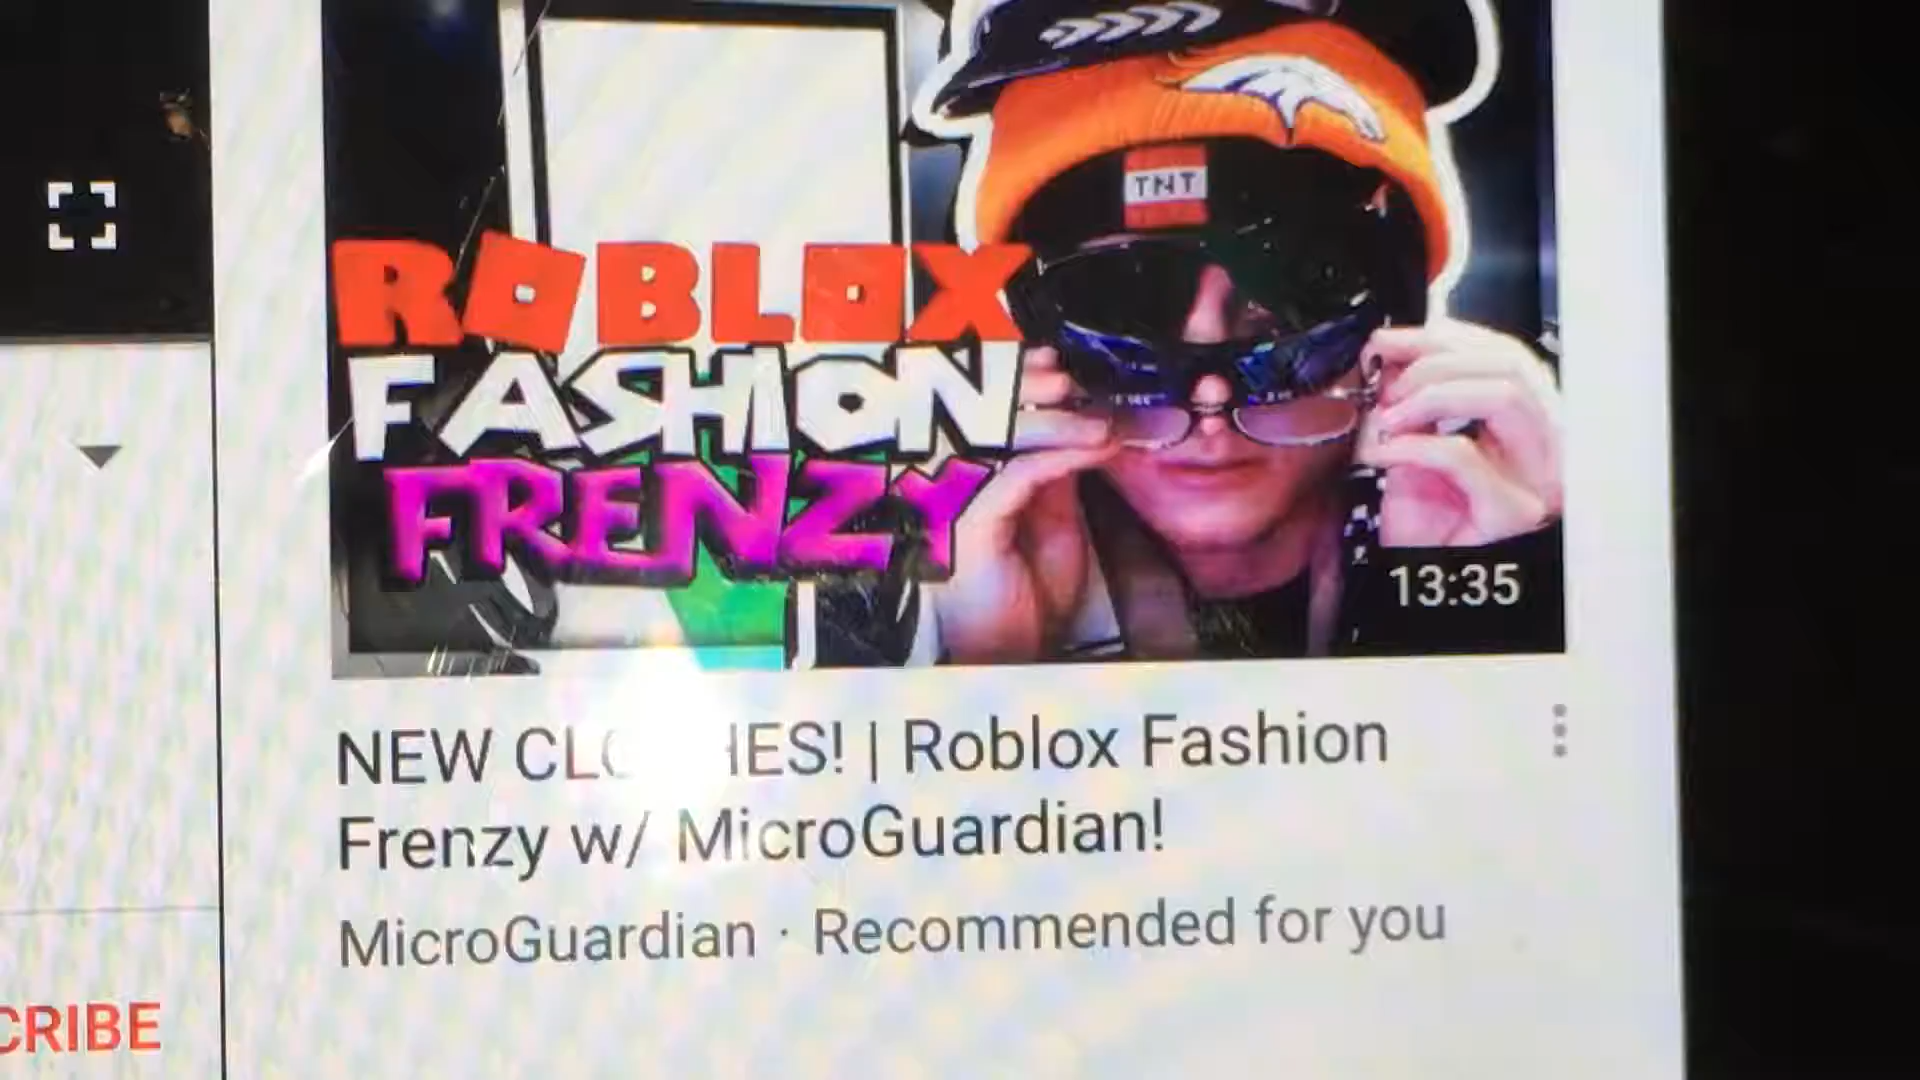 TNT
ROBLOX
FASHION
FRENZY
13:35
NEW ! | Roblox Fashion
Frenzy w/ MicroGuardian!
MicroGuardian · Recommended for you
CRIBE